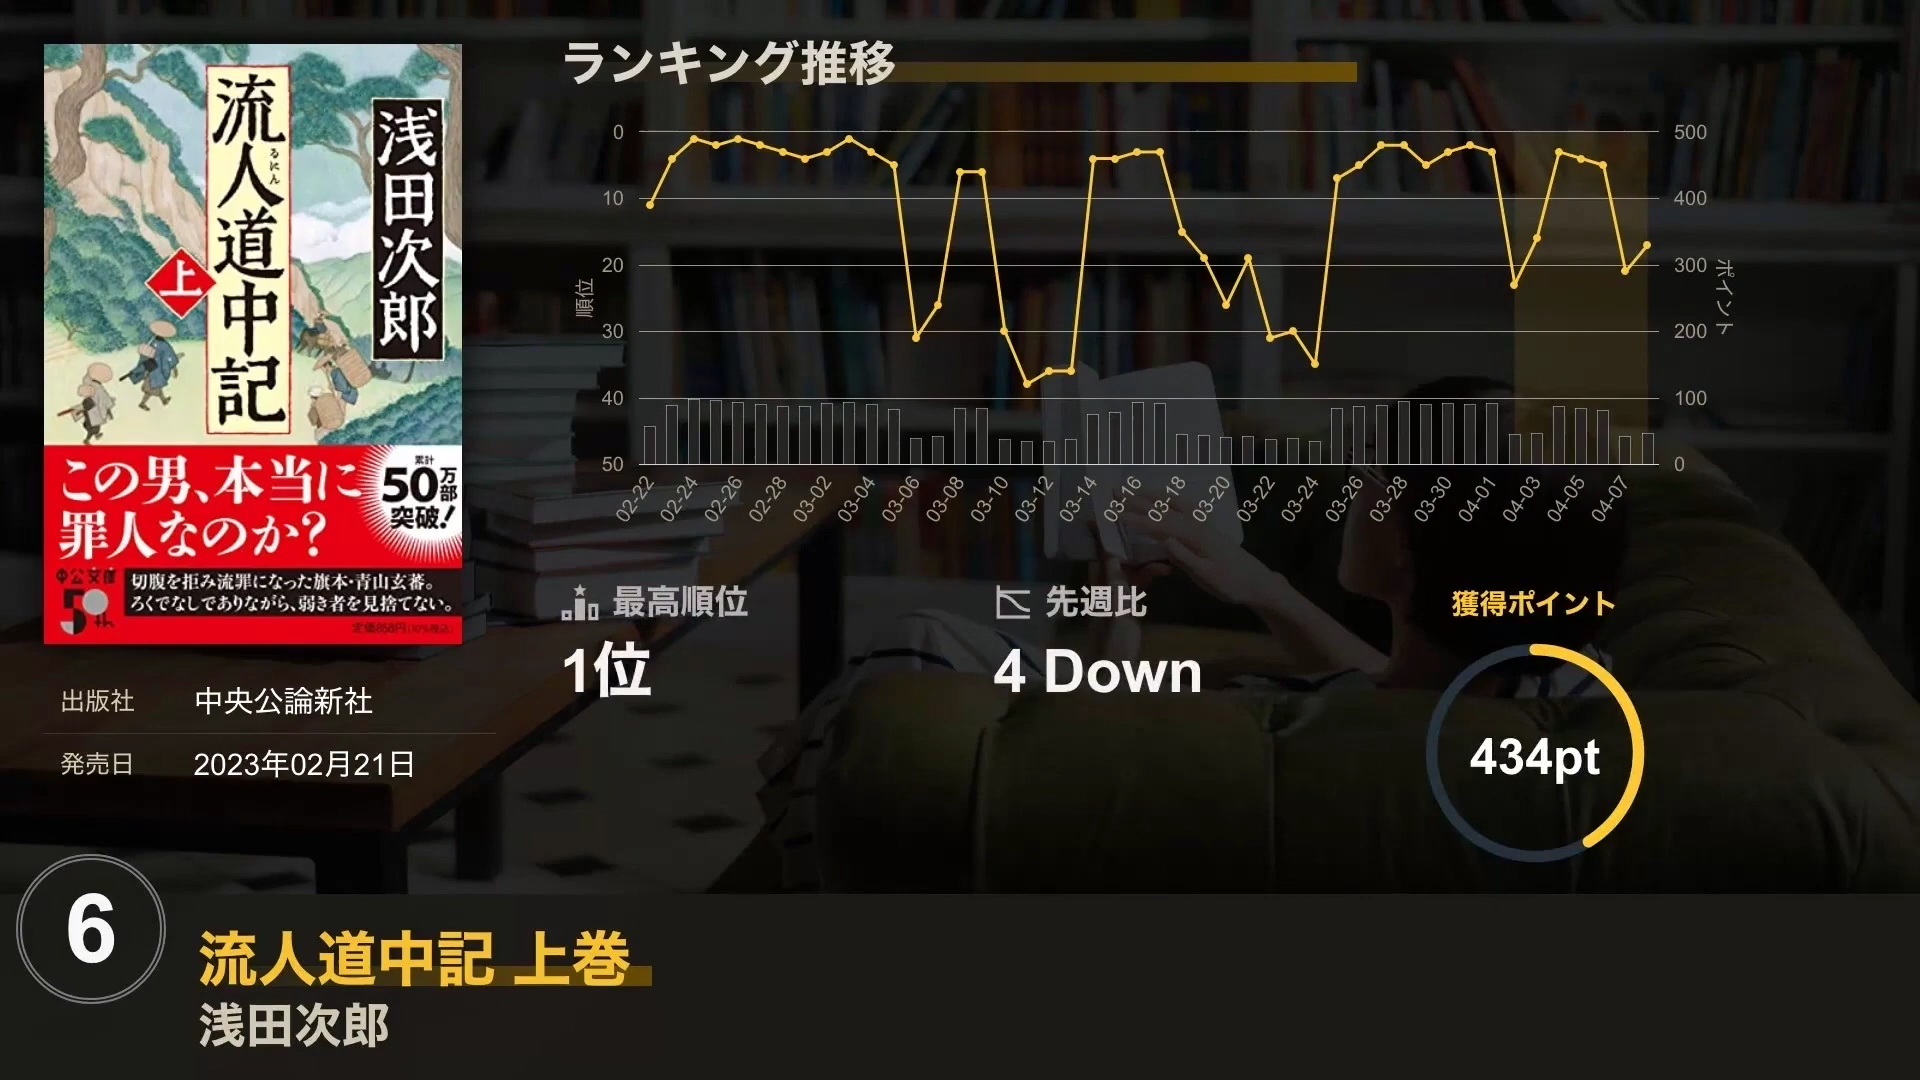 流人道中記
るにん
上
浅田次郎
この男、本当に
罪人なのか?
累計
50万部
突破!
中公文庫
50th
切腹を拒み流罪になった旗本・青山玄蕃。
ろくでなしでありながら、弱き者を見捨てない。
定価858円(10%税込)
出版社 中央公論新社
発売日 2023年02月21日
ランキング推移
順位
0
10
20
30
40
50
ポイント
500
400
300
200
100
0
02-22 02-24 02-26 02-28 03-02 03-04 03-06 03-08 03-10 03-12 03-14 03-16 03-18 03-20 03-22 03-24 03-26 03-28 03-30 04-01 04-03 04-05 04-07
最高順位
1位
先週比
4 Down
獲得ポイント
434pt
6
流人道中記 上巻
浅田次郎